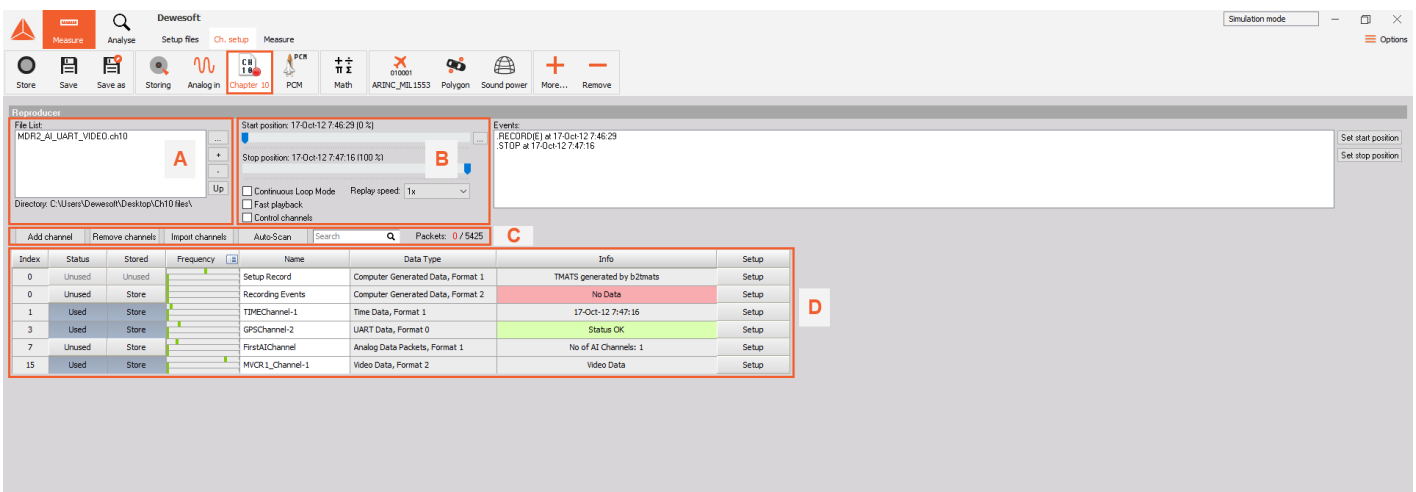 Dewesoft
Simulation mode
Measure
Analyse
Setup files
Ch. setup
Measure
Options
CH
10
PCM
+ ÷
π Σ
010001
Store
Save
Save as
Storing
Analog in
Chapter 10
PCM
Math
ARINC_MIL1553
Polygon
Sound power
More...
Remove
Reproducer
File List:
MDR2_AI_UART_VIDEO.ch10
...
+
-
Up
A
Directory: C:\Users\Dewesoft\Desktop\Ch10 files\
Start position: 17-Oct-12 7:46:29 (0 %)
...
Stop position: 17-Oct-12 7:47:16 (100 %)
B
Continuous Loop Mode
Replay speed: 1x
Fast playback
Control channels
Events:
.RECORD(E) at 17-Oct-12 7:46:29
.STOP at 17-Oct-12 7:47:16
Set start position
Set stop position
Add channel
Remove channels
Import channels
Auto-Scan
Search
Packets: 0 / 5425
C
Index Status Stored Frequency Name Data Type Info Setup
0 Unused Unused Setup Record Computer Generated Data, Format 1 TMATS generated by b2tmats Setup
0 Unused Store Recording Events Computer Generated Data, Format 2 No Data Setup
1 Used Store TIMEChannel-1 Time Data, Format 1 17-Oct-12 7:47:16 Setup
3 Used Store GPSChannel-2 UART Data, Format 0 Status OK Setup
7 Unused Store FirstAIChannel Analog Data Packets, Format 1 No of AI Channels: 1 Setup
15 Used Store MVCR1_Channel-1 Video Data, Format 2 Video Data Setup
D